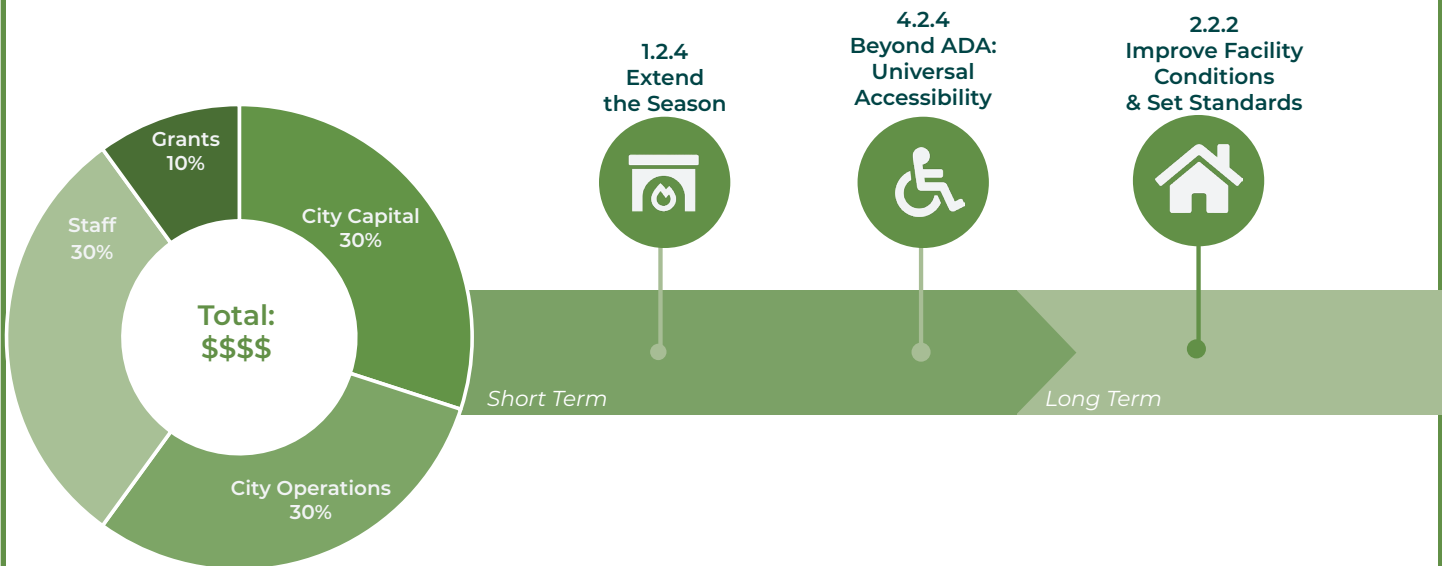 Grants
10%
City Capital
30%
Staff
30%
Total:
$$$$
City Operations
30%
1.2.4
Extend
the Season
4.2.4
Beyond ADA:
Universal
Accessibility
2.2.2
Improve Facility
Conditions
& Set Standards
Short Term
Long Term